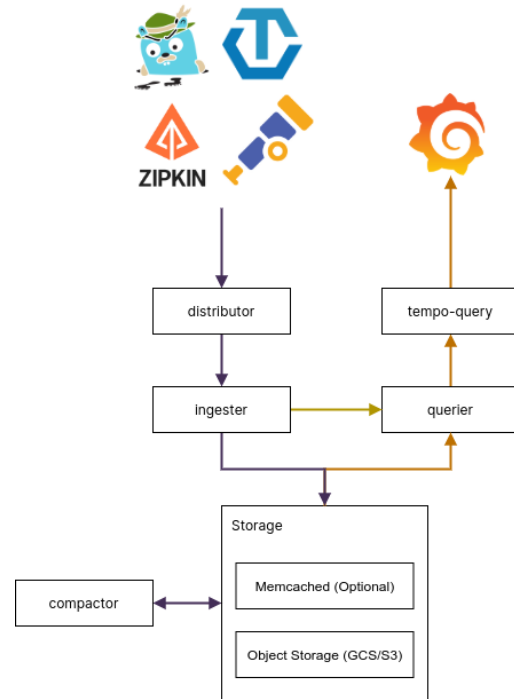 ZIPKIN
distributor
tempo-query
ingester
querier
Storage
Memcached (Optional)
compactor
Object Storage (GCS/S3)